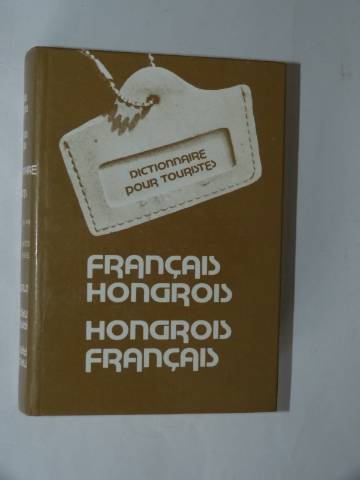 DICTIONNAIRE
POUR TOURISTES
FRANÇAIS
HONGROIS
HONGROIS
FRANÇAIS